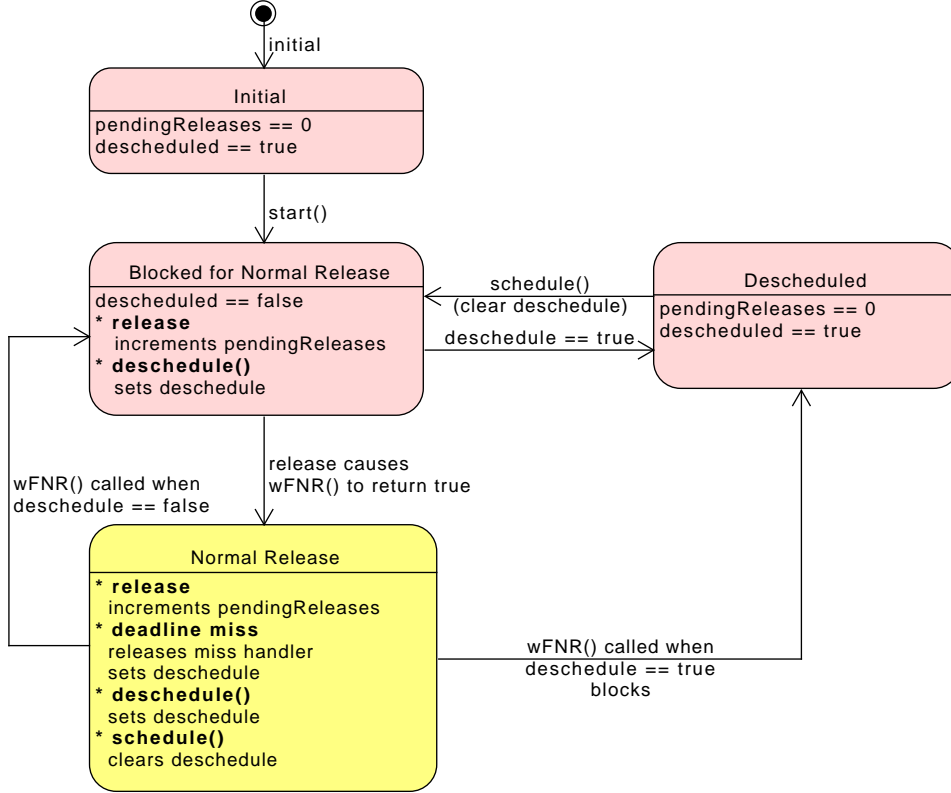 initial
Initial
pendingReleases == 0
descheduled == true
start()
Blocked for Normal Release
descheduled == false
* release
increments pendingReleases
* deschedule()
sets deschedule
schedule()
(clear deschedule)
deschedule == true
Descheduled
pendingReleases == 0
descheduled == true
release causes
wFNR() to return true
wFNR() called when
deschedule == false
Normal Release
* release
increments pendingReleases
* deadline miss
releases miss handler
sets deschedule
* deschedule()
sets deschedule
* schedule()
clears deschedule
wFNR() called when
deschedule == true
blocks